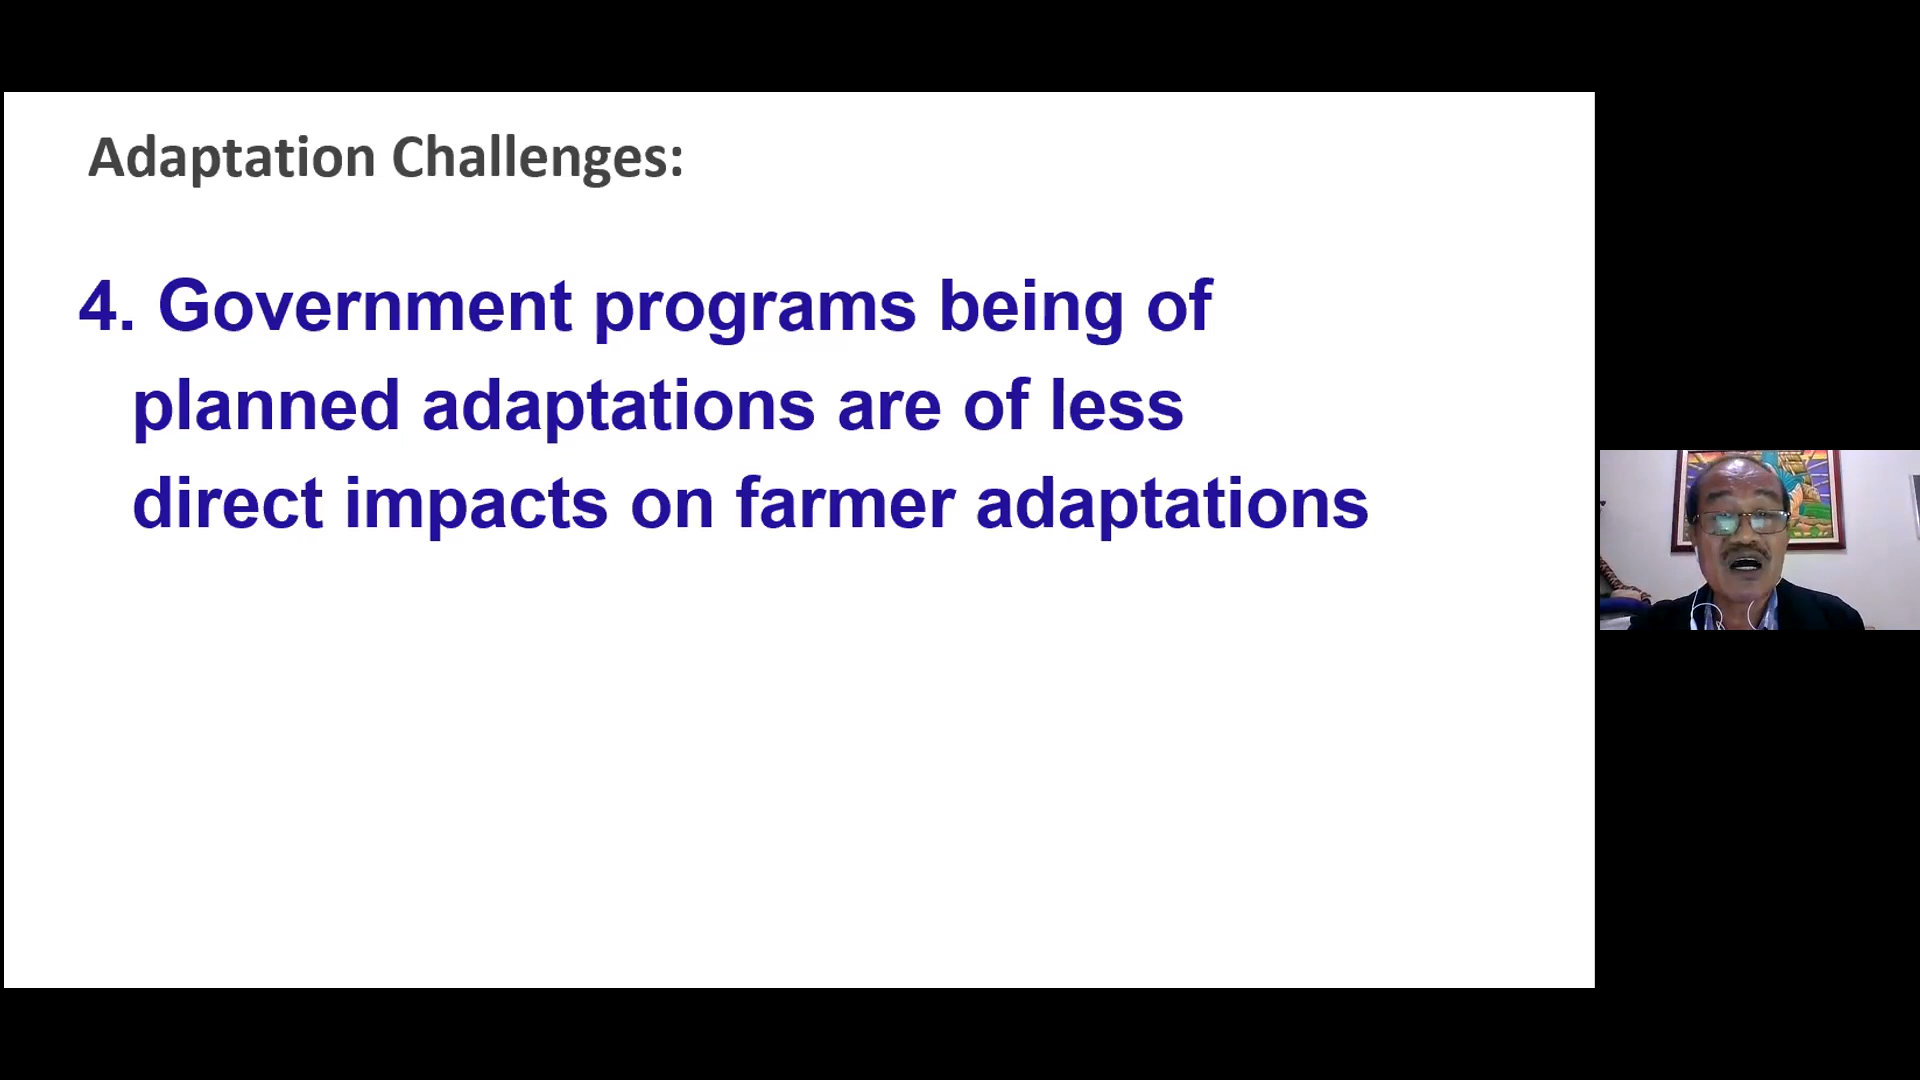 Adaptation Challenges:
4. Government programs being of
planned adaptations are of less
direct impacts on farmer adaptations